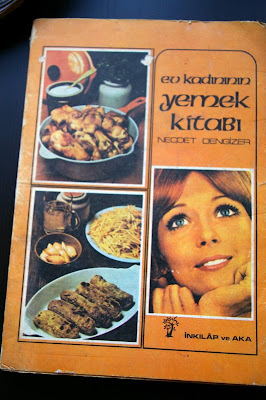 ev kadınının
yemek
kitabı
NECDET DENGİZER
İNKILÂP ve AKA